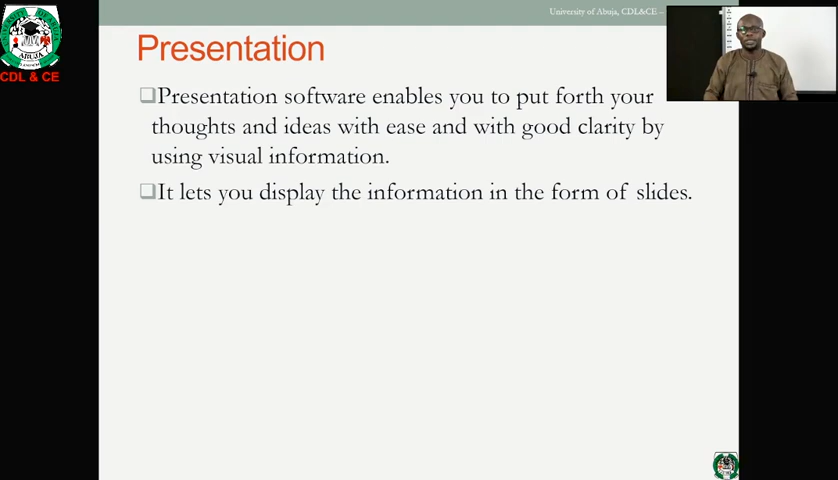 University of Abuja, CDL&CE –
Presentation
Presentation software enables you to put forth your
thoughts and ideas with ease and with good clarity by
using visual information.
It lets you display the information in the form of slides.
ABUJA
CDL & CE